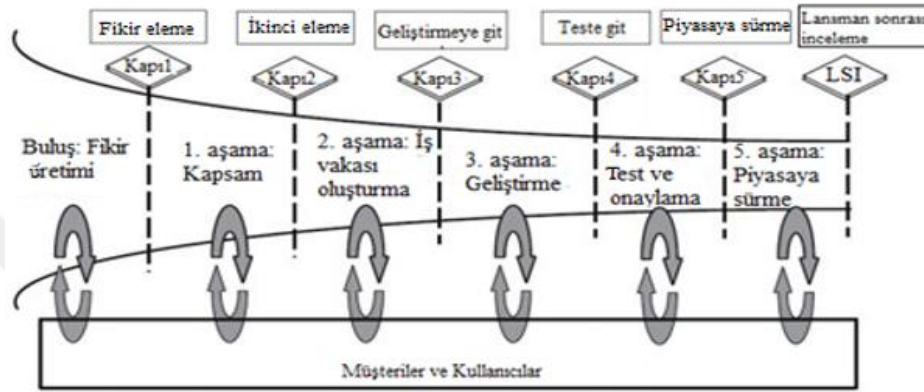 Fikir eleme
İkinci eleme
Geliştirmeye git
Teste git
Piyasaya sürme
Lansman sonrası
inceleme
Kapı1
Kapı2
Kapı3
Kapı4
Kapı5
LSI
Buluş: Fikir
üretimi
1. aşama:
Kapsam
2. aşama: İş
vakası
oluşturma
3. aşama:
Geliştirme
4. aşama:
Test ve
onaylama
5. aşama:
Piyasaya
sürme
Müşteriler ve Kullanıcılar